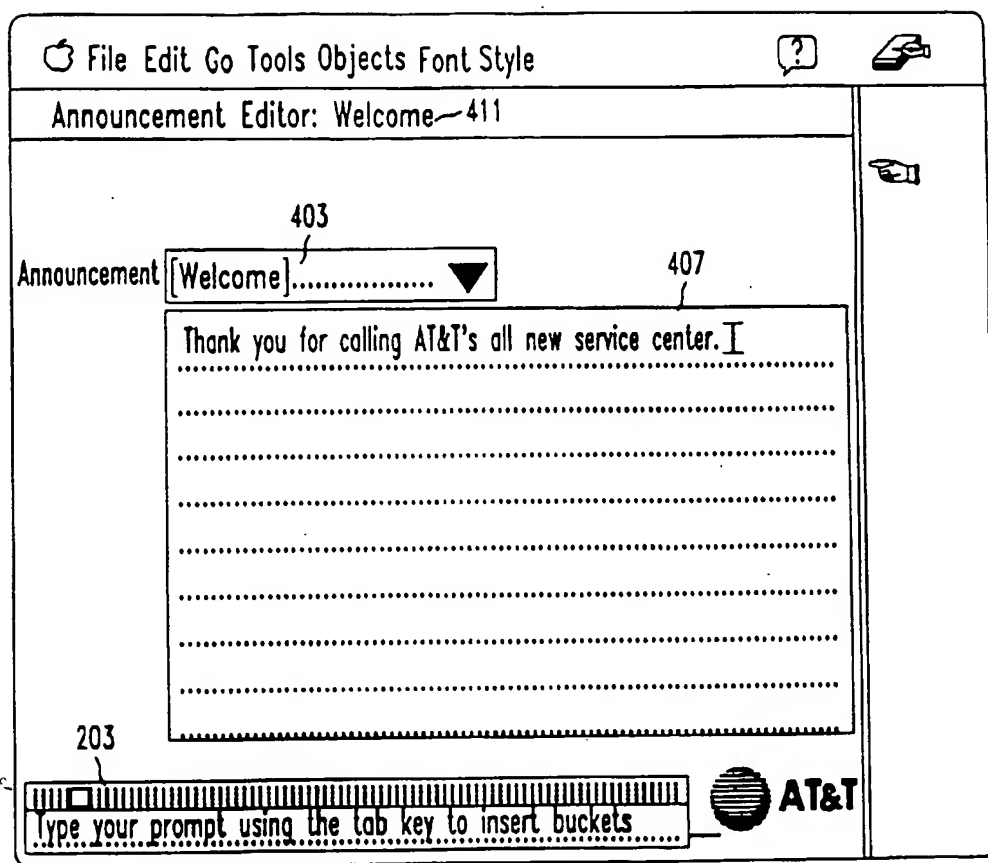 File Edit Go Tools Objects Font Style ?
Announcement Editor: Welcome 411
403
Announcement [Welcome]..................
407
Thank you for calling AT&T's all new service center.
203
Type your prompt using the tab key to insert buckets
AT&T